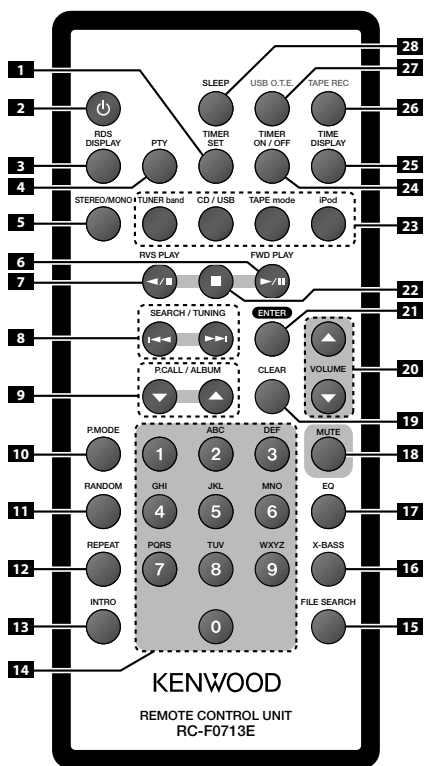 28
1
SLEEP
USB O.T.E.
TAPE REC
27
2
26
RDS DISPLAY
TIMER SET
TIMER ON / OFF
TIME DISPLAY
PTY
3
25
4
24
STEREO/MONO
TUNER band
CD / USB
TAPE mode
iPod
5
23
6
RVS PLAY
FWD PLAY
7
22
SEARCH / TUNING
ENTER
21
8
20
P.CALL / ALBUM
CLEAR
VOLUME
9
19
P.MODE
ABC
DEF
MUTE
10
1
2
3
18
RANDOM
GHI
JKL
MNO
EQ
11
4
5
6
17
REPEAT
PQRS
TUV
WXYZ
X-BASS
12
7
8
9
16
INTRO
FILE SEARCH
13
0
15
14
KENWOOD
REMOTE CONTROL UNIT
RC-F0713E